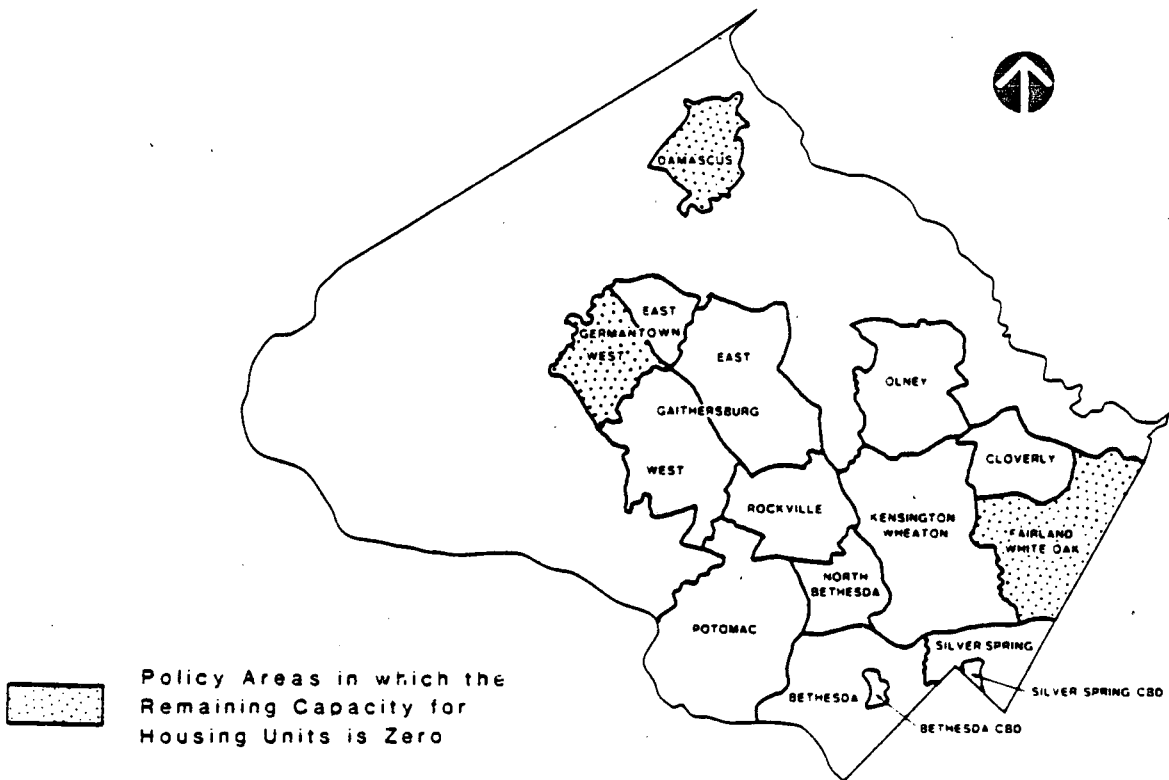 DAMASCUS
EAST
GERMANTOWN
WEST
EAST
GAITHERSBURG
WEST
OLNEY
CLOVERLY
ROCKVILLE
KENSINGTON
WHEATON
FAIRLAND
WHITE OAK
NORTH
BETHESDA
POTOMAC
SILVER SPRING
SILVER SPRING CBD
BETHESDA
BETHESDA CBD
Policy Areas in which the
Remaining Capacity for
Housing Units is Zero